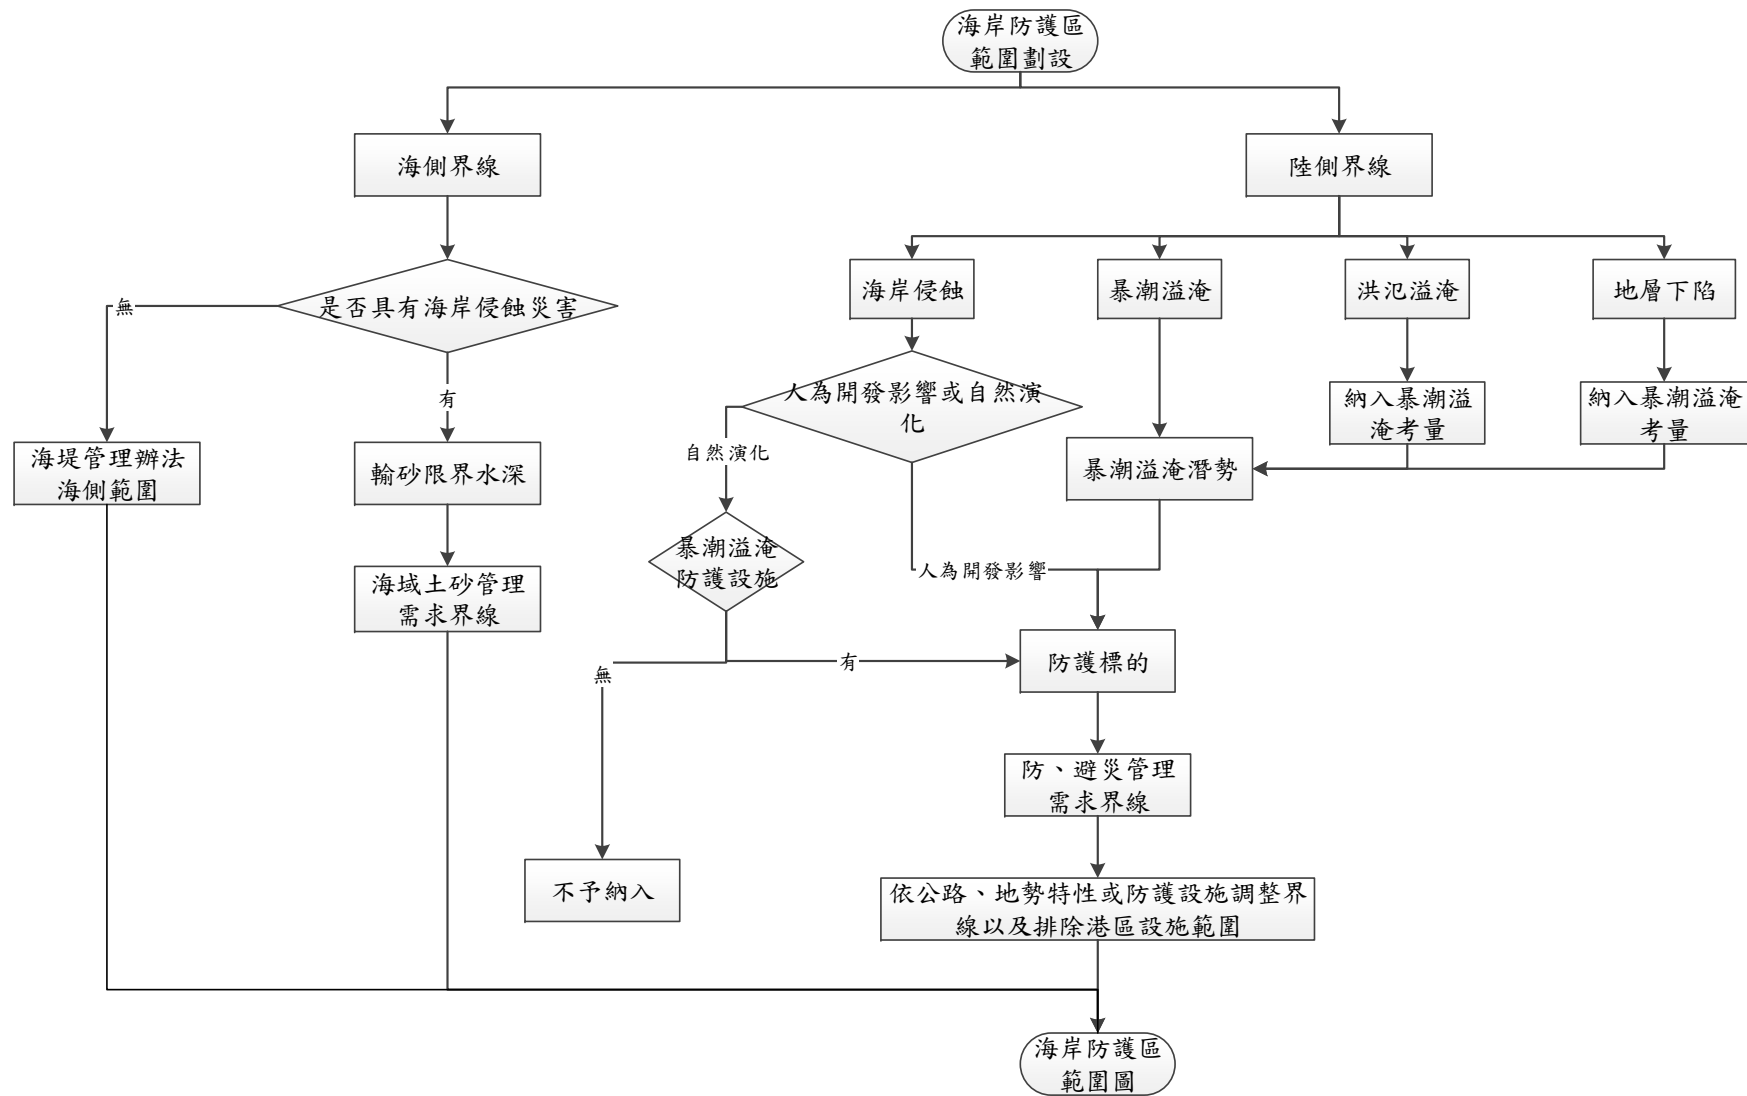 海岸防護區
範圍劃設
海側界線
陸側界線
海岸侵蝕
暴潮溢淹
洪氾溢淹
地層下陷
無
是否具有海岸侵蝕災害
有
人為開發影響或自然演
化
納入暴潮溢
淹考量
納入暴潮溢淹
考量
自然演化
海堤管理辦法
海側範圍
輸砂限界水深
暴潮溢淹潛勢
暴潮溢淹
防護設施
人為開發影響
海域土砂管理
需求界線
無
有
防護標的
防、避災管理
需求界線
不予納入
依公路、地勢特性或防護設施調整界
線以及排除港區設施範圍
海岸防護區
範圍圖